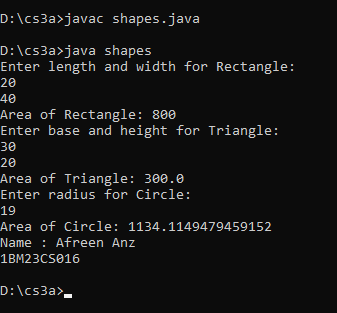 D:\cs3a>javac shapes.java
D:\cs3a>java shapes
Enter length and width for Rectangle:
20
40
Area of Rectangle: 800
Enter base and height for Triangle:
30
20
Area of Triangle: 300.0
Enter radius for Circle:
19
Area of Circle: 1134.1149479459152
Name : Afreen Anz
1BM23CS016
D:\cs3a>